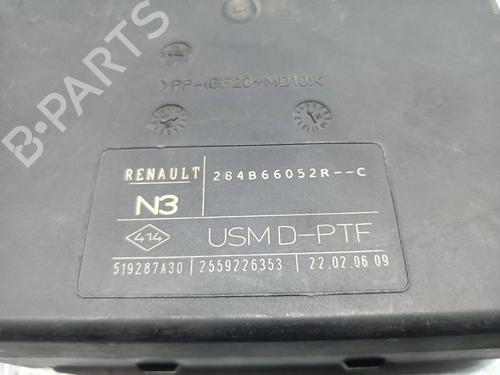 >PP-(GF20+MD10)<
RENAULT 284B66052R--C
N3
414 USM D-PTF
519287A30 2559226353 22.02.06.09
B-PARTS